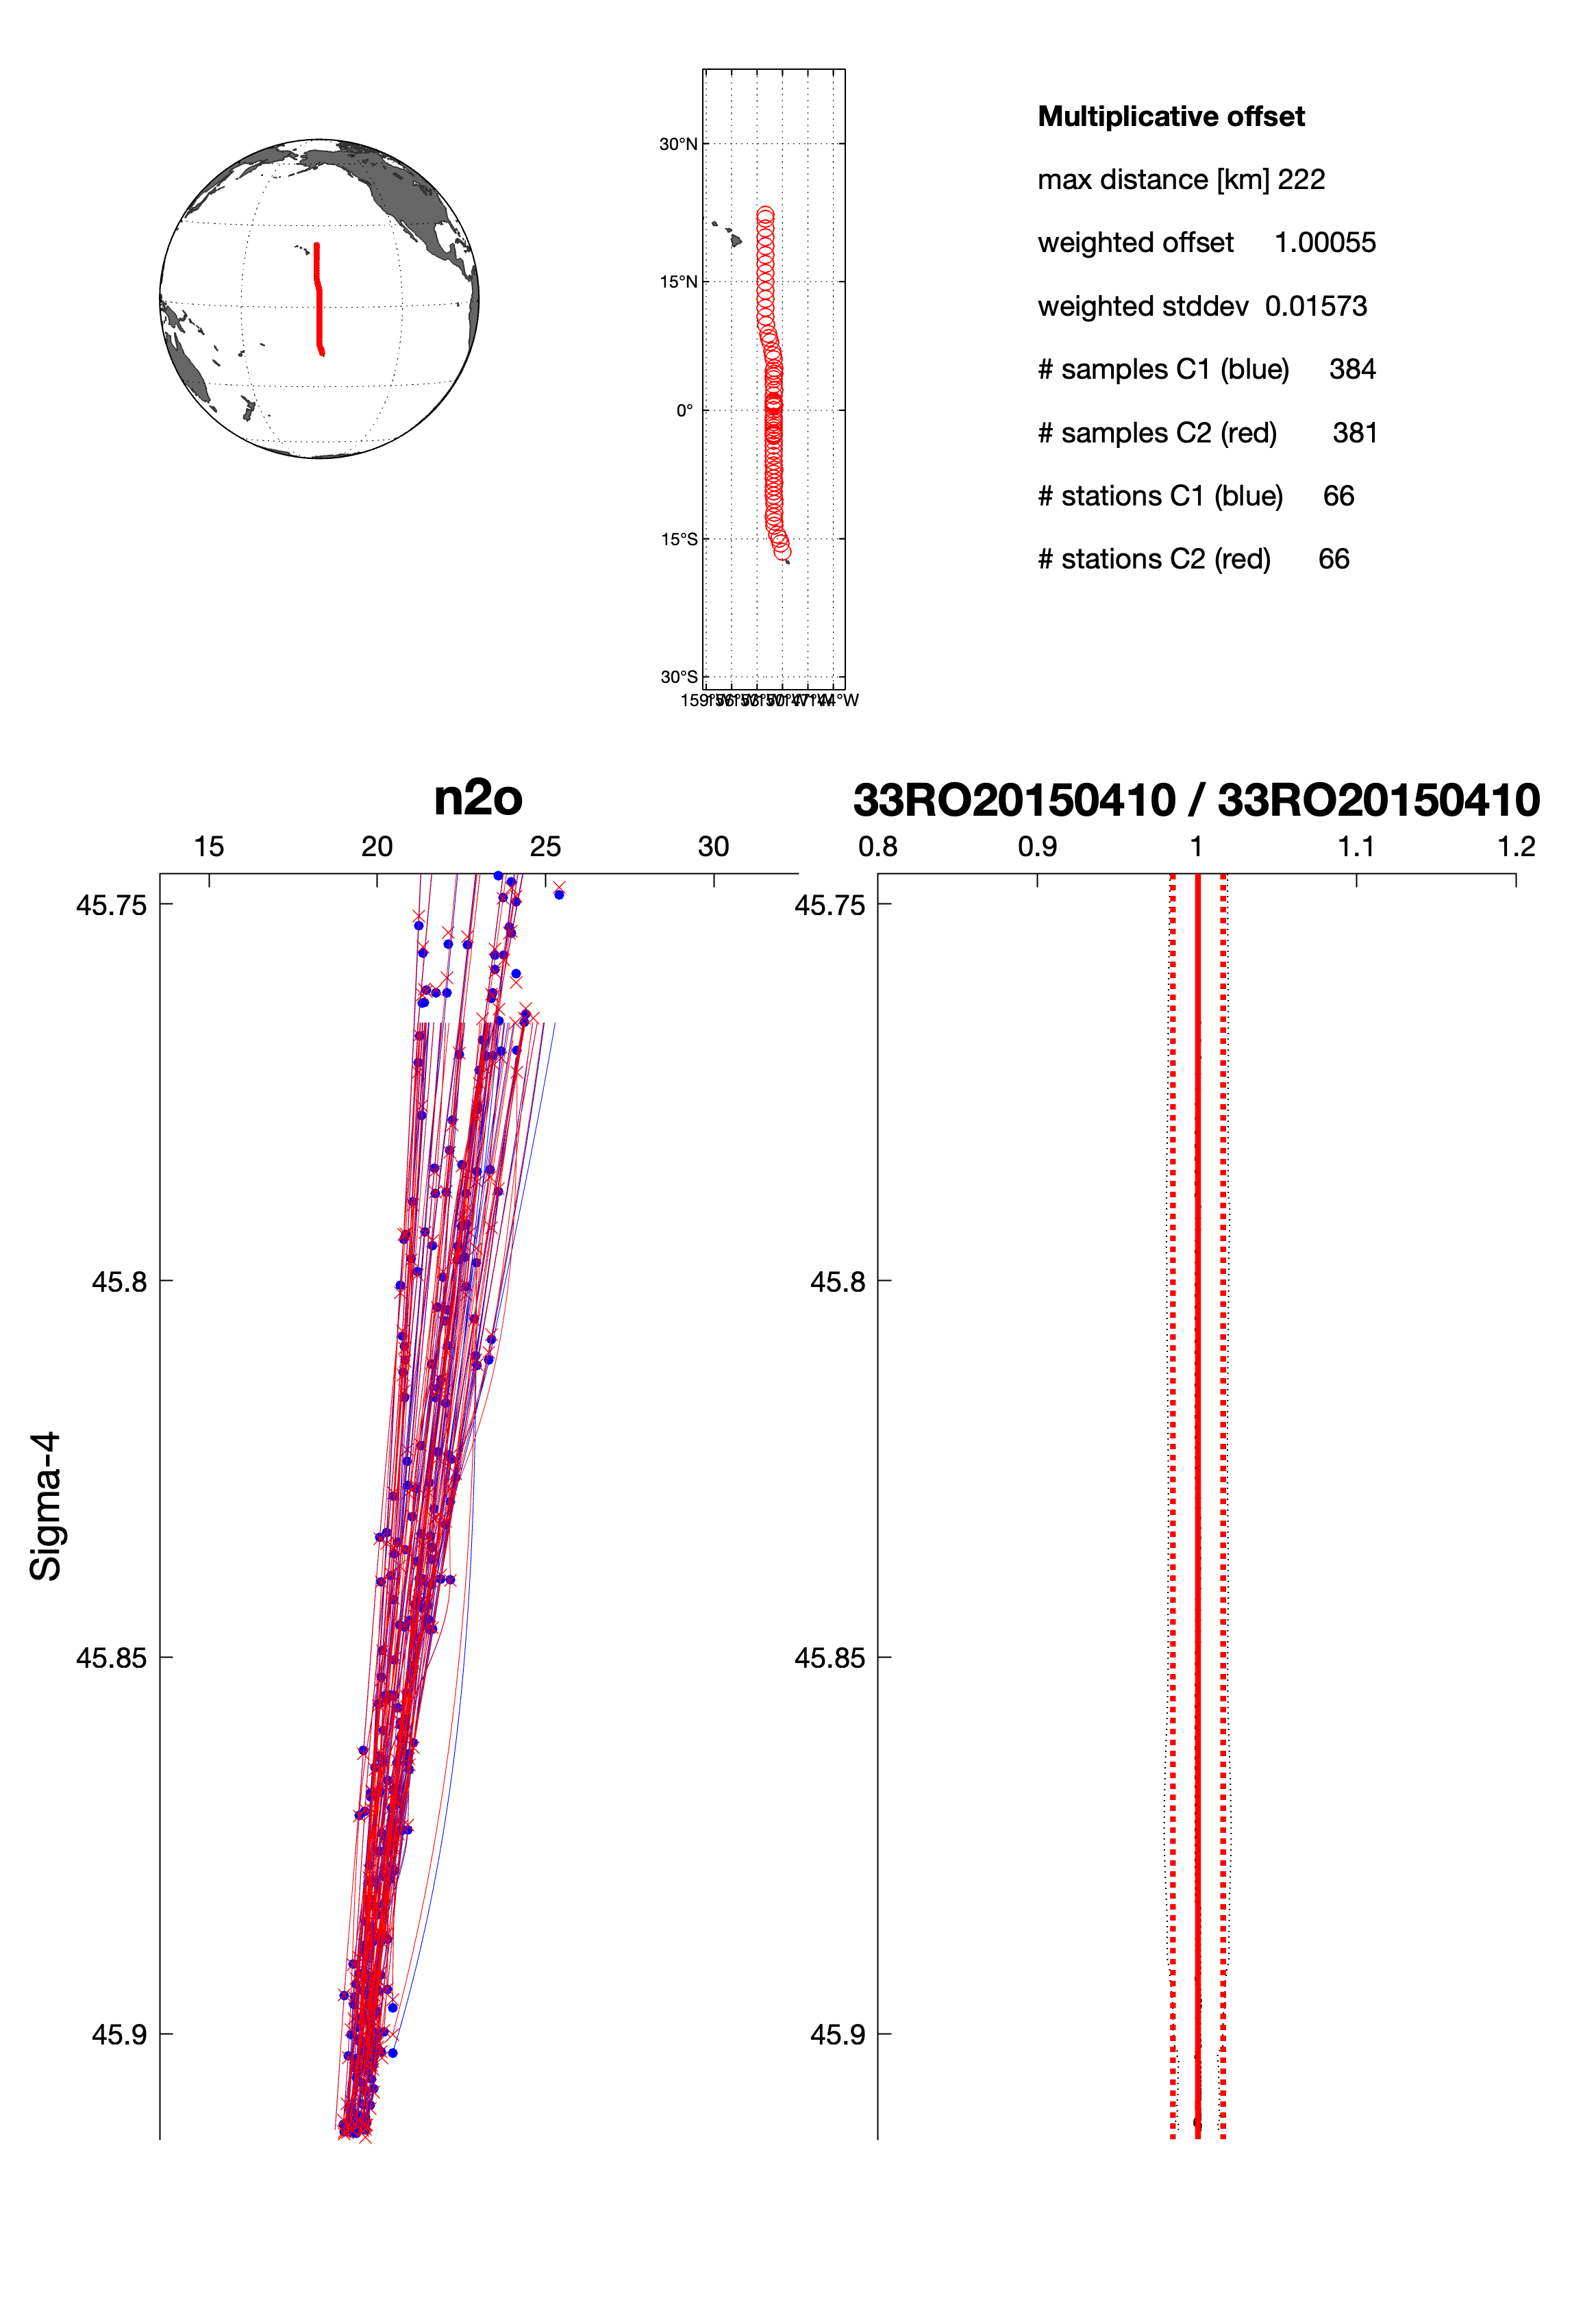 Multiplicative offset
max distance [km] 222
weighted offset 1.00055
weighted stddev 0.01573
# samples C1 (blue) 384
# samples C2 (red) 381
# stations C1 (blue) 66
# stations C2 (red) 66
30°N
15°N
0°
15°S
30°S
n2o
15 20 25 30
45.75
45.8
45.85
45.9
Sigma-4
33RO20150410 / 33RO20150410
0.8 0.9 1 1.1 1.2
45.75
45.8
45.85
45.9